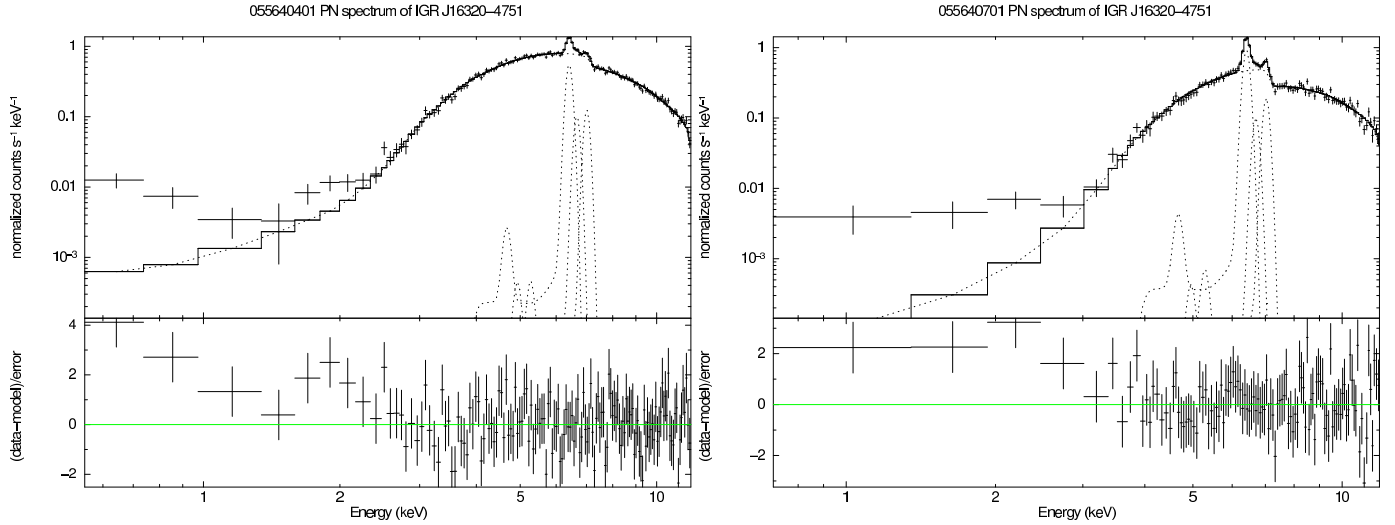 055640401 PN spectrum of IGR J16320−4751
normalized counts s⁻¹ keV⁻¹
1
0.1
0.01
10⁻³
(data−model)/error
4
2
0
−2
1
2
5
10
Energy (keV)
055640701 PN spectrum of IGR J16320−4751
normalized counts s⁻¹ keV⁻¹
1
0.1
0.01
10⁻³
(data−model)/error
2
0
−2
1
2
5
10
Energy (keV)